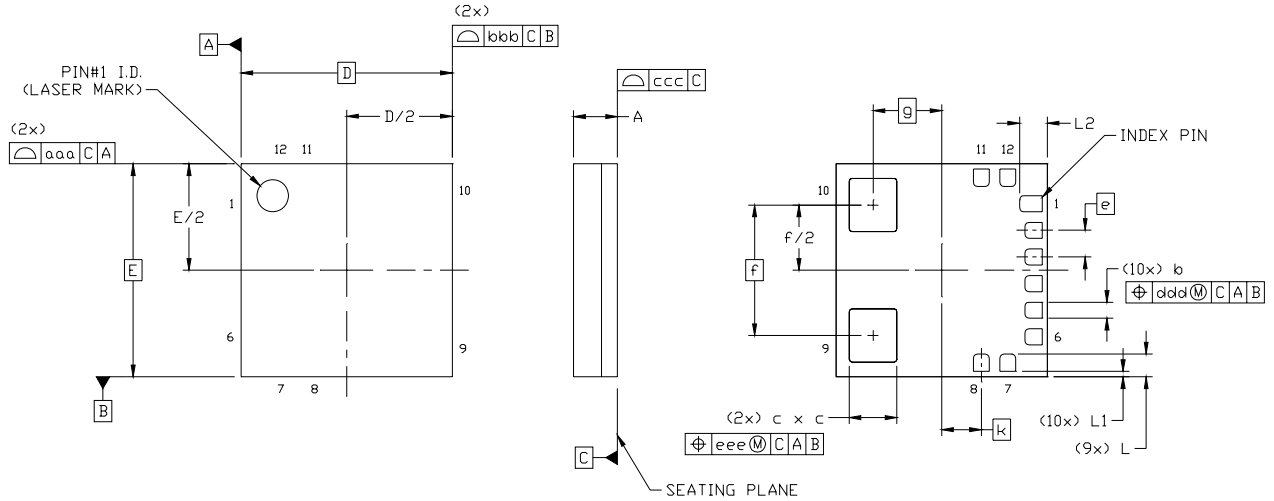 (2x)
bbb C B
A
D
PIN#1 I.D.
(LASER MARK)
ccc C
D/2
A
g
L2
(2x)
aaa C A
12 11
11 12
INDEX PIN
1
10
10
1
e
E/2
f/2
E
f
(10x) b
ddd Ⓜ C A B
6
9
9
6
7 8
8 7
B
(2x) c x c
eee Ⓜ C A B
k
(10x) L1
(9x) L
C
SEATING PLANE